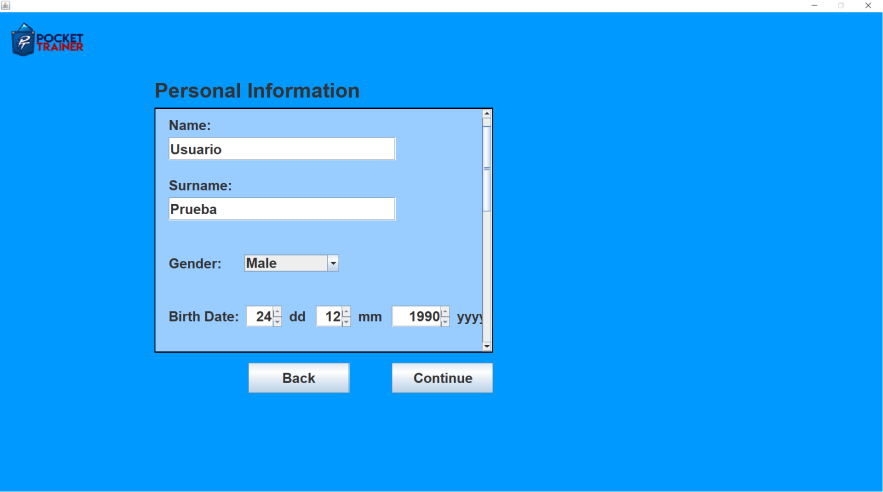 POCKET
TRAINER
Personal Information
Name:
Usuario
Surname:
Prueba
Gender: Male
Birth Date: 24 dd 12 mm 1990 yyyy
Back Continue